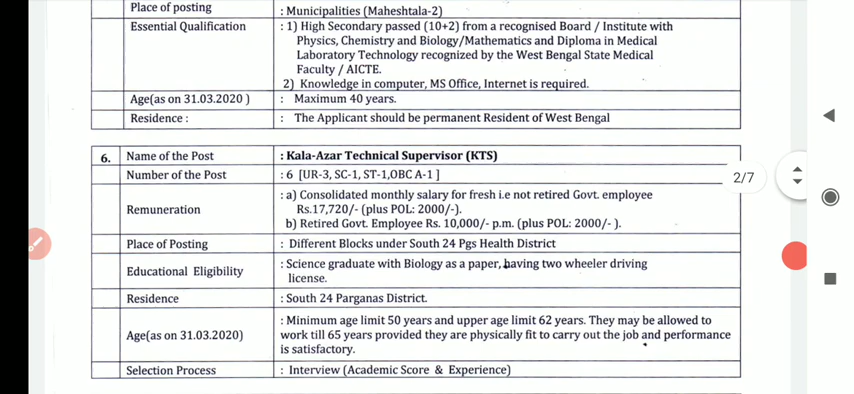 Place of posting : Municipalities (Maheshtala-2)
Essential Qualification : 1) High Secondary passed (10+2) from a recognised Board / Institute with
Physics, Chemistry and Biology/Mathematics and Diploma in Medical
Laboratory Technology recognized by the West Bengal State Medical
Faculty / AICTE.
2) Knowledge in computer, MS Office, Internet is required.
Age(as on 31.03.2020 ) : Maximum 40 years.
Residence : : The Applicant should be permanent Resident of West Bengal
6. Name of the Post : Kala-Azar Technical Supervisor (KTS)
Number of the Post : 6 [UR-3, SC-1, ST-1,OBC A-1 ]
2/7
Remuneration : a) Consolidated monthly salary for fresh i.e not retired Govt. employee
Rs.17,720/- (plus POL: 2000/-).
b) Retired Govt. Employee Rs. 10,000/- p.m. (plus POL: 2000/- ).
Place of Posting : Different Blocks under South 24 Pgs Health District
Educational Eligibility : Science graduate with Biology as a paper, having two wheeler driving
license.
Residence : South 24 Parganas District.
Age(as on 31.03.2020) : Minimum age limit 50 years and upper age limit 62 years. They may be allowed to
work till 65 years provided they are physically fit to carry out the job and performance
is satisfactory.
Selection Process : Interview (Academic Score & Experience)